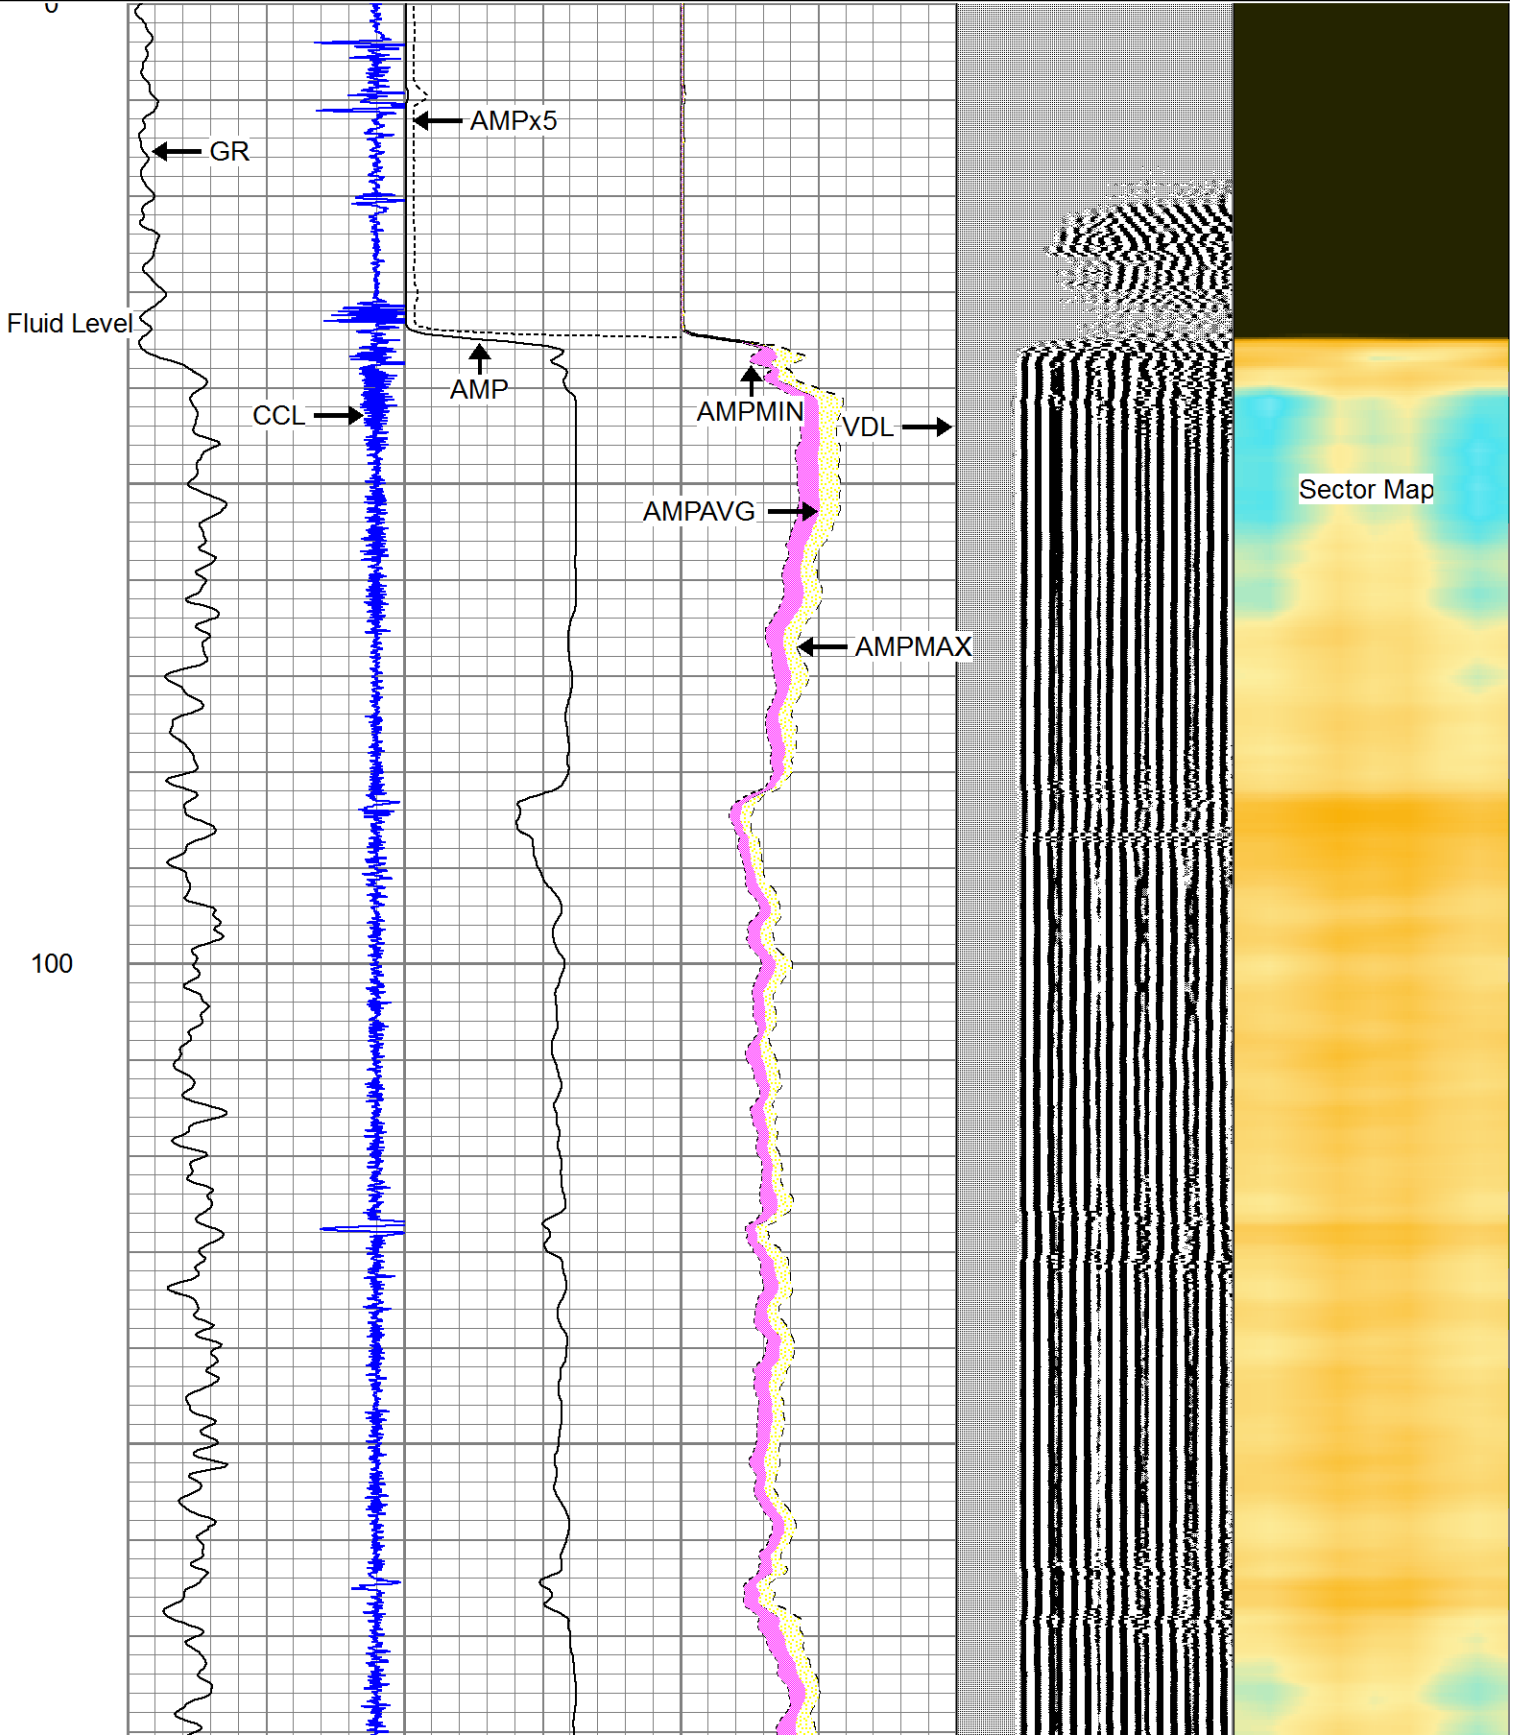 0
AMPx5
GR
Fluid Level
AMP
AMPMIN
CCL
VDL
Sector Map
AMPAVG
AMPMAX
100